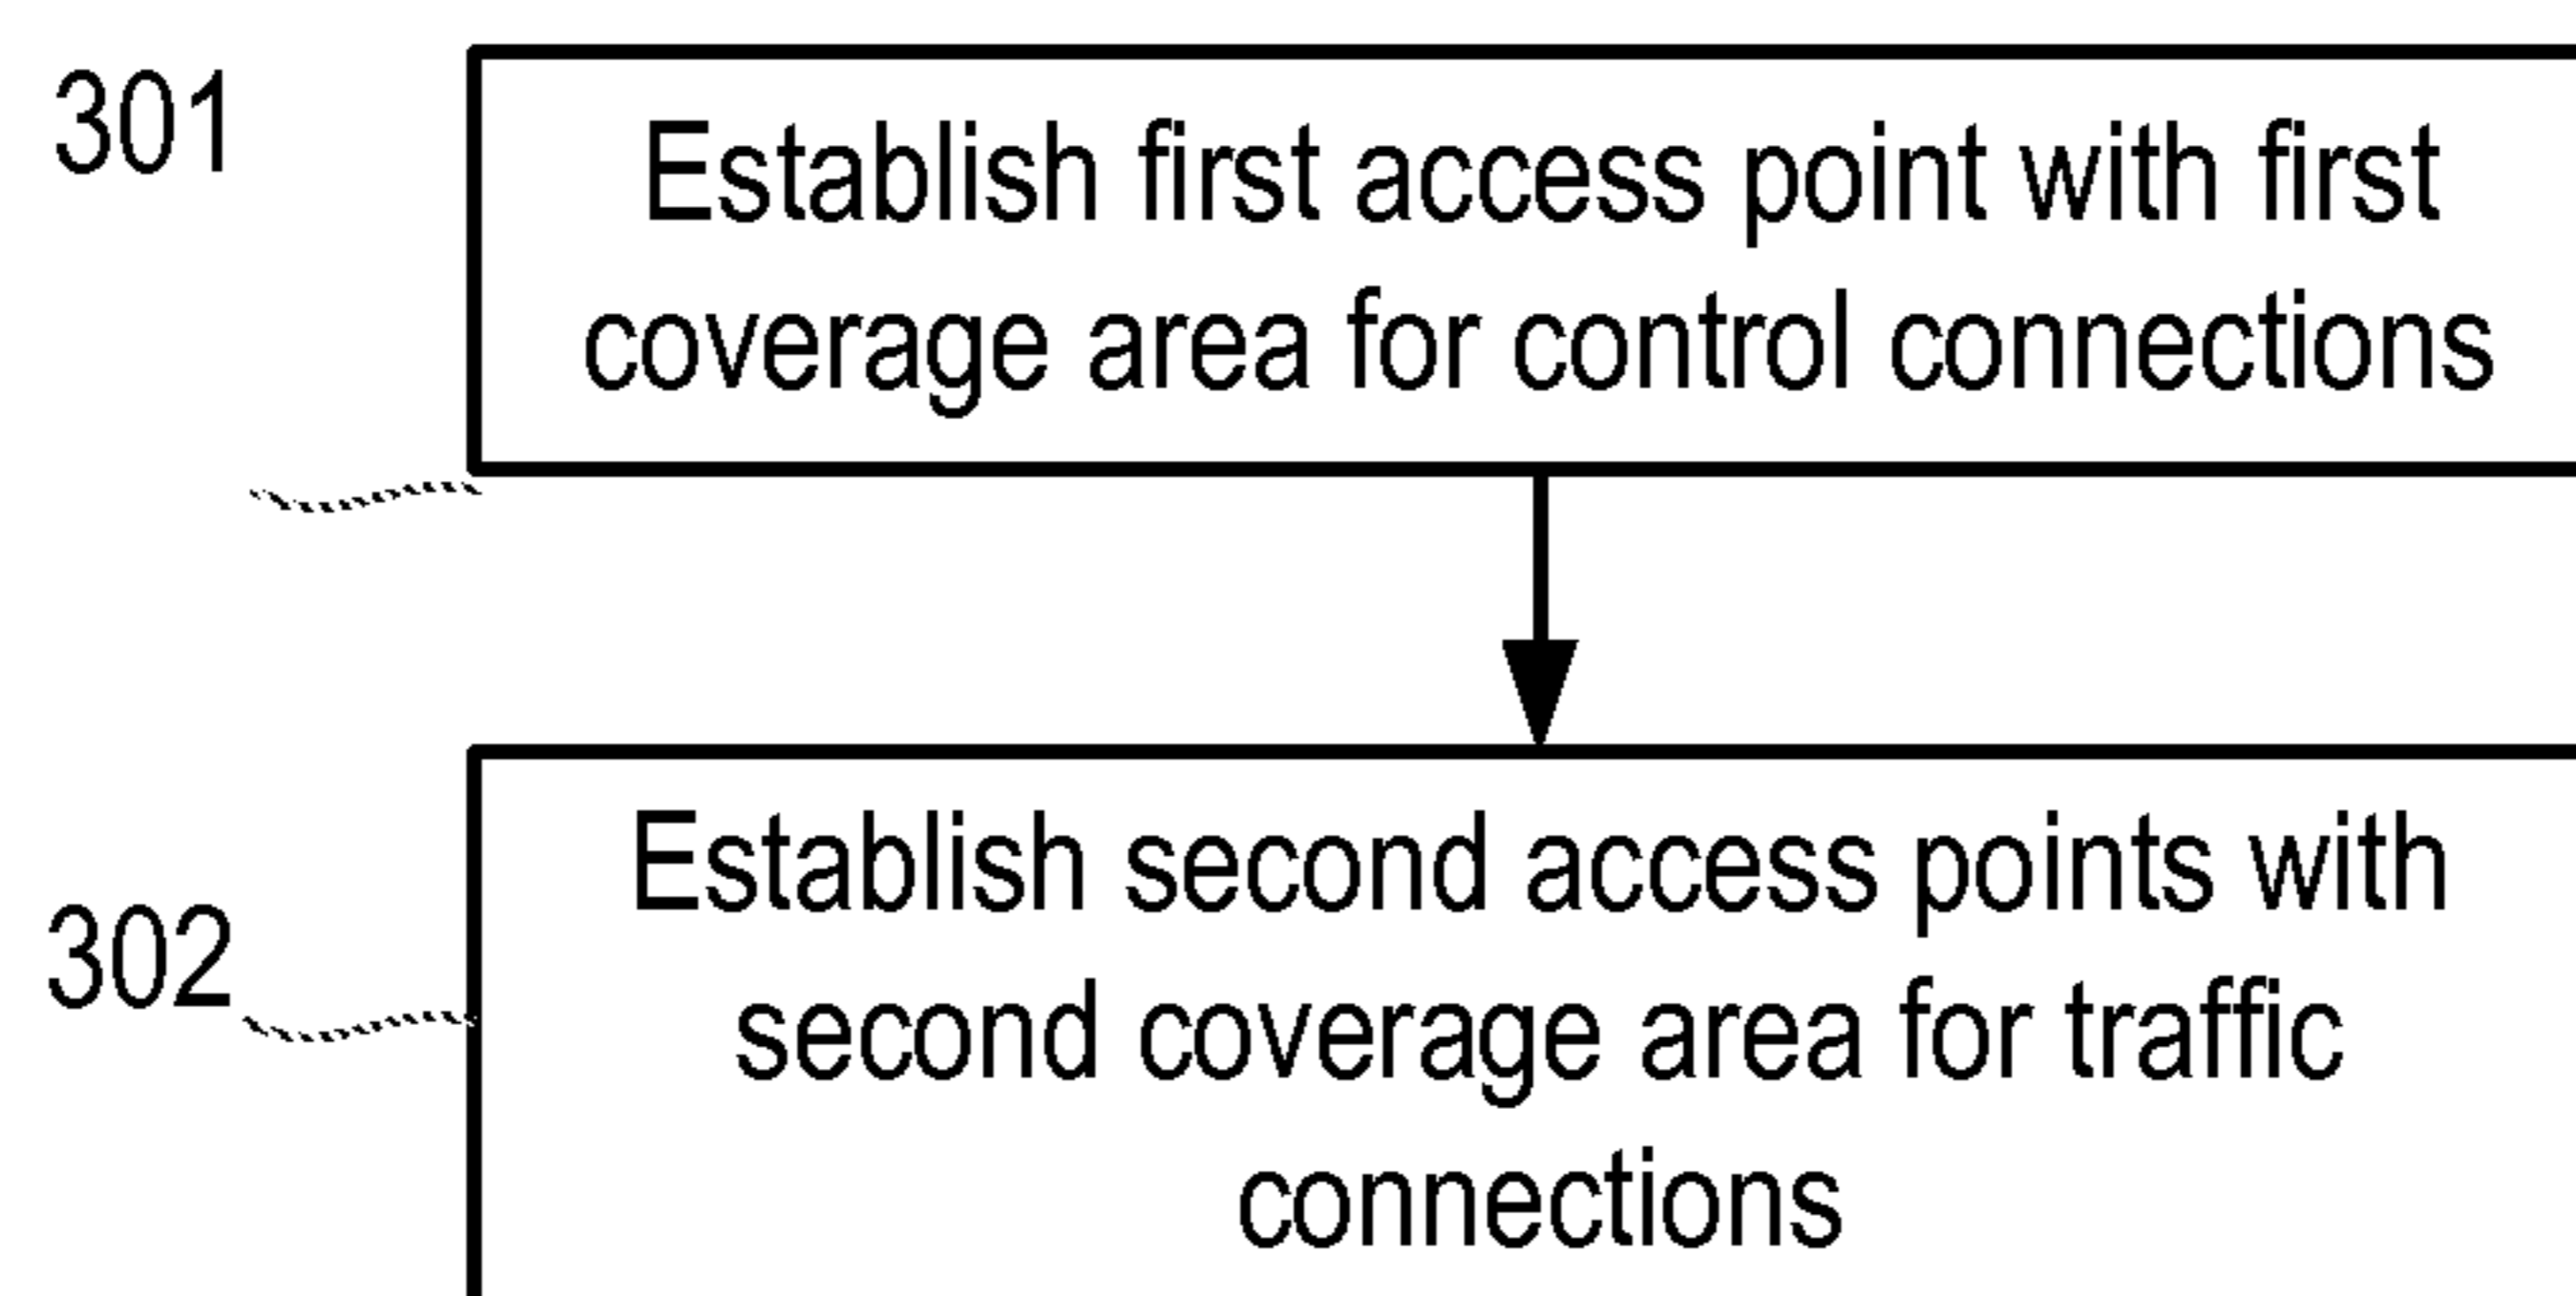 301
Establish first access point with first
coverage area for control connections
302
Establish second access points with
second coverage area for traffic
connections